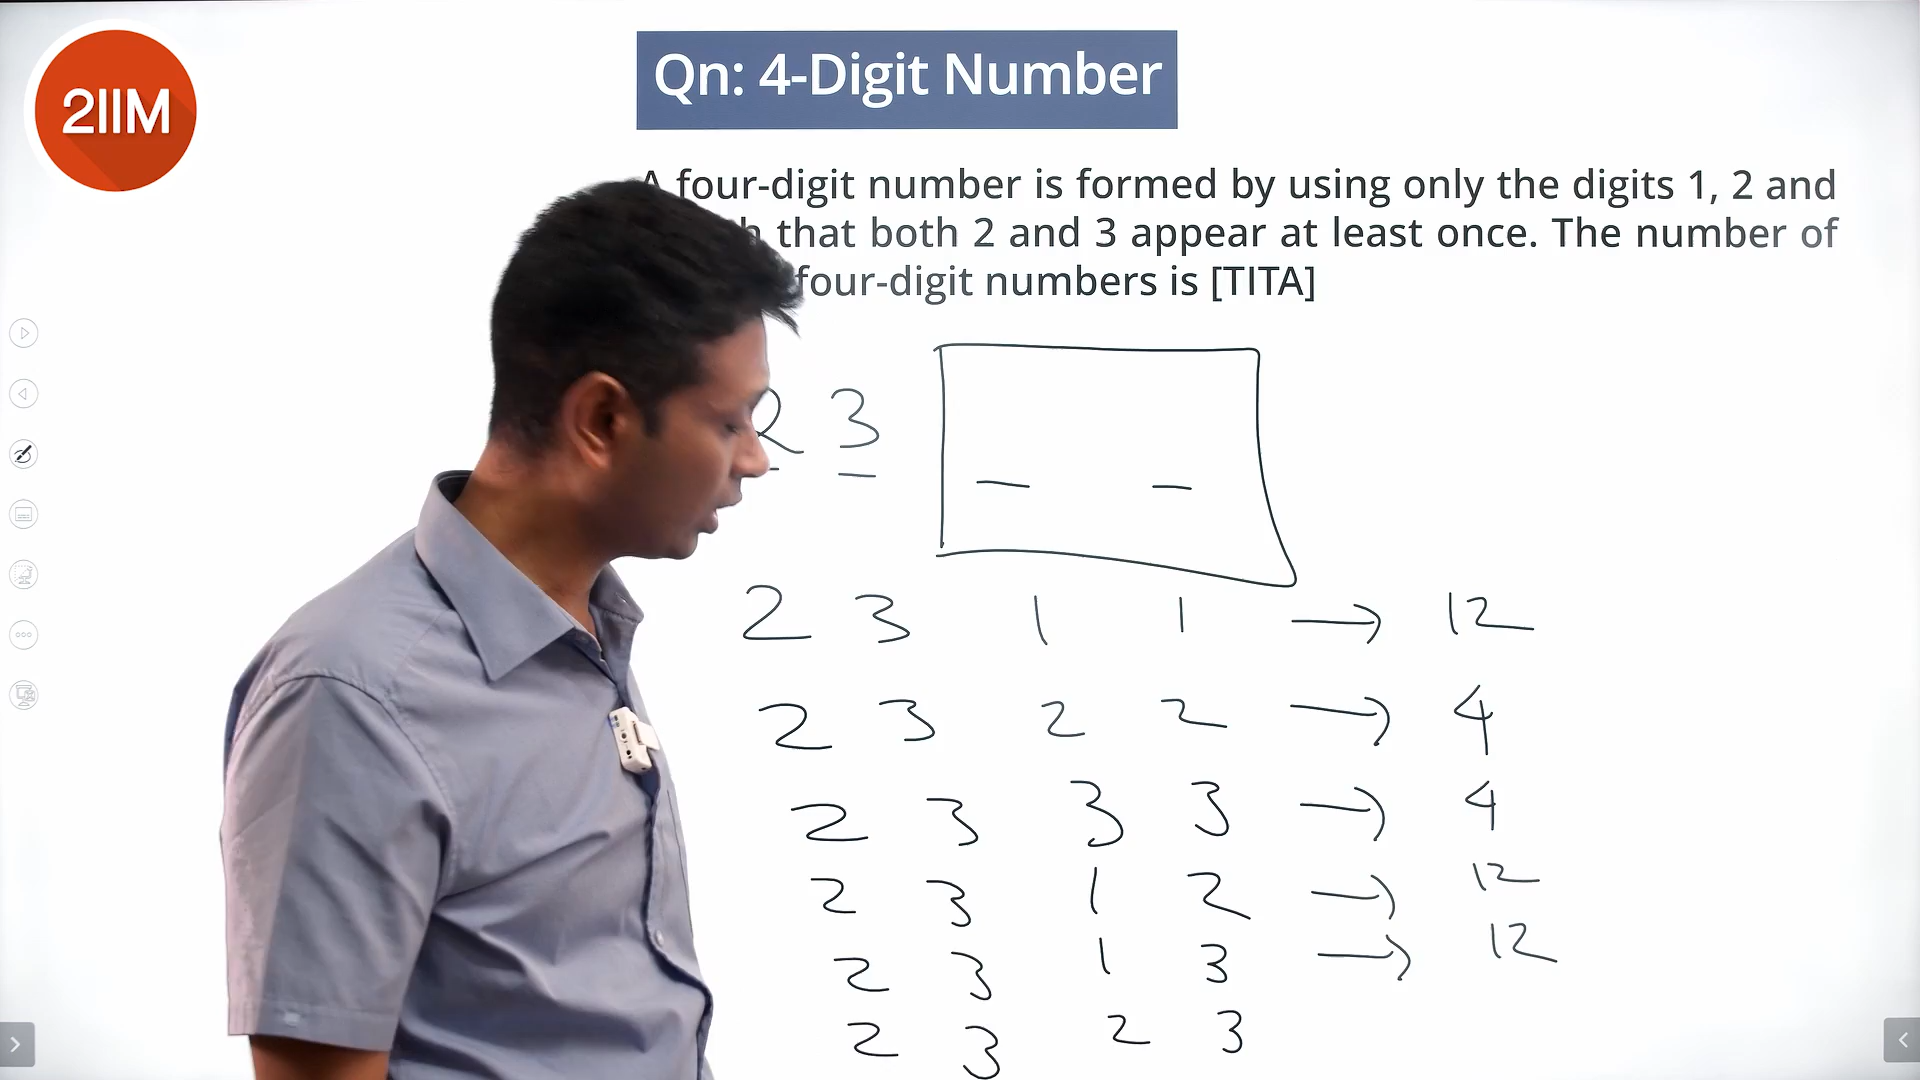 2IIM
Qn: 4-Digit Number
A four-digit number is formed by using only the digits 1, 2 and
that both 2 and 3 appear at least once. The number of
four-digit numbers is [TITA]
2 3 _ _
2 3 1 1 → 12
2 3 2 2 → 4
2 3 3 3 → 4
2 3 1 2 → 12
2 3 1 3 → 12
2 3 2 3